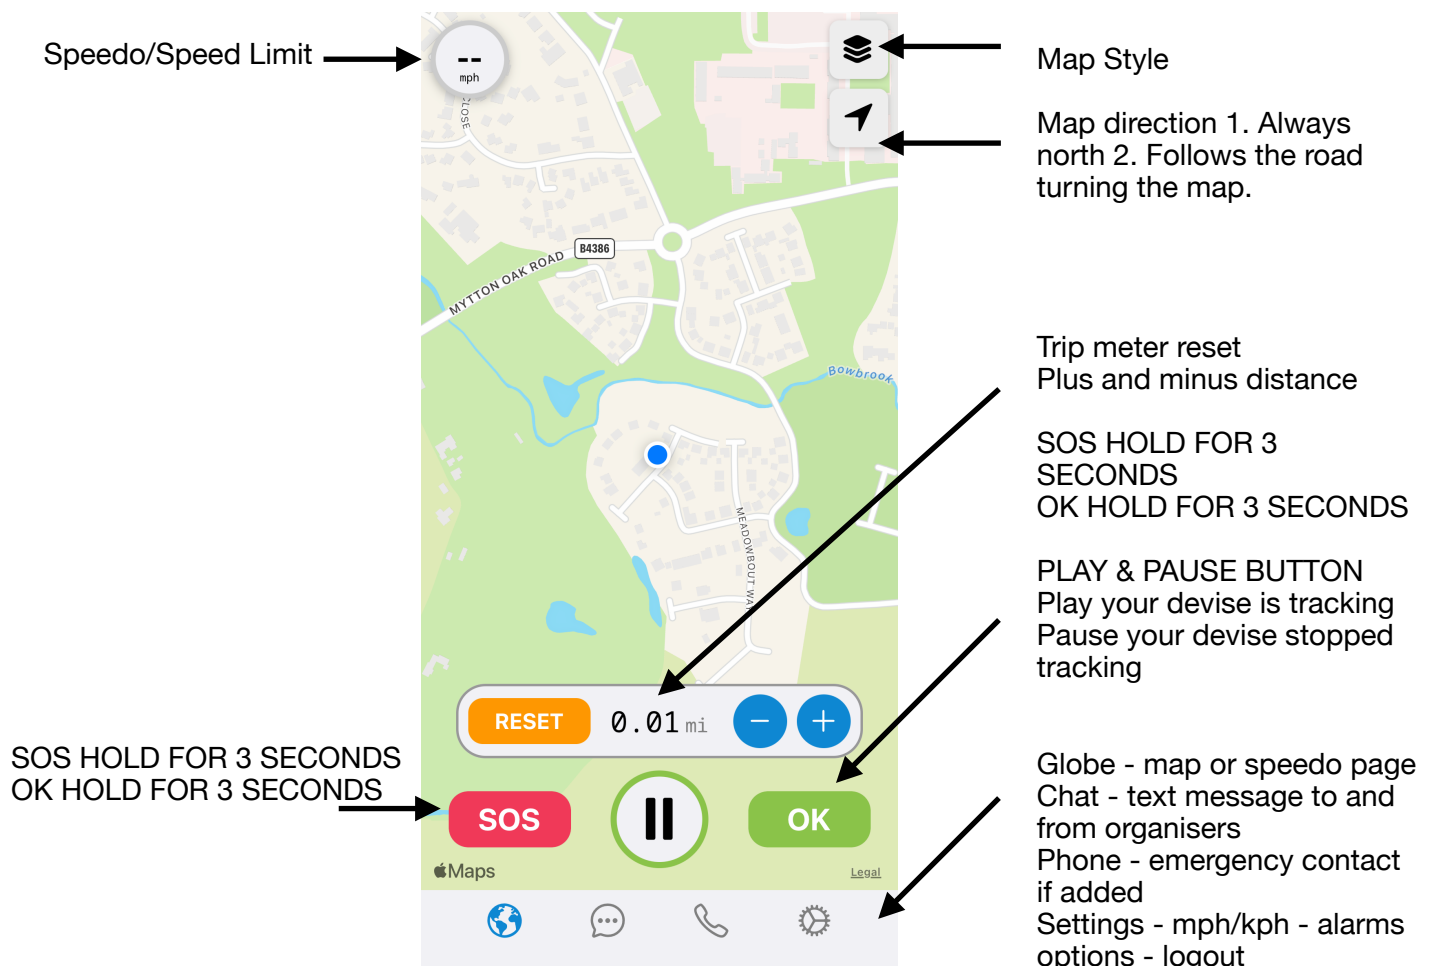 Speedo/Speed Limit
--
mph
CLOSE
Map Style
Map direction 1. Always
north 2. Follows the road
turning the map.
B4386
MYTTON OAK ROAD
Bowbrook
Trip meter reset
Plus and minus distance
SOS HOLD FOR 3
SECONDS
OK HOLD FOR 3 SECONDS
MEADOWBOUT WAY
PLAY & PAUSE BUTTON
Play your devise is tracking
Pause your devise stopped
tracking
RESET 0.01 mi − +
SOS HOLD FOR 3 SECONDS
OK HOLD FOR 3 SECONDS
SOS
OK
Maps
Legal
Globe - map or speedo page
Chat - text message to and
from organisers
Phone - emergency contact
if added
Settings - mph/kph - alarms
options - logout